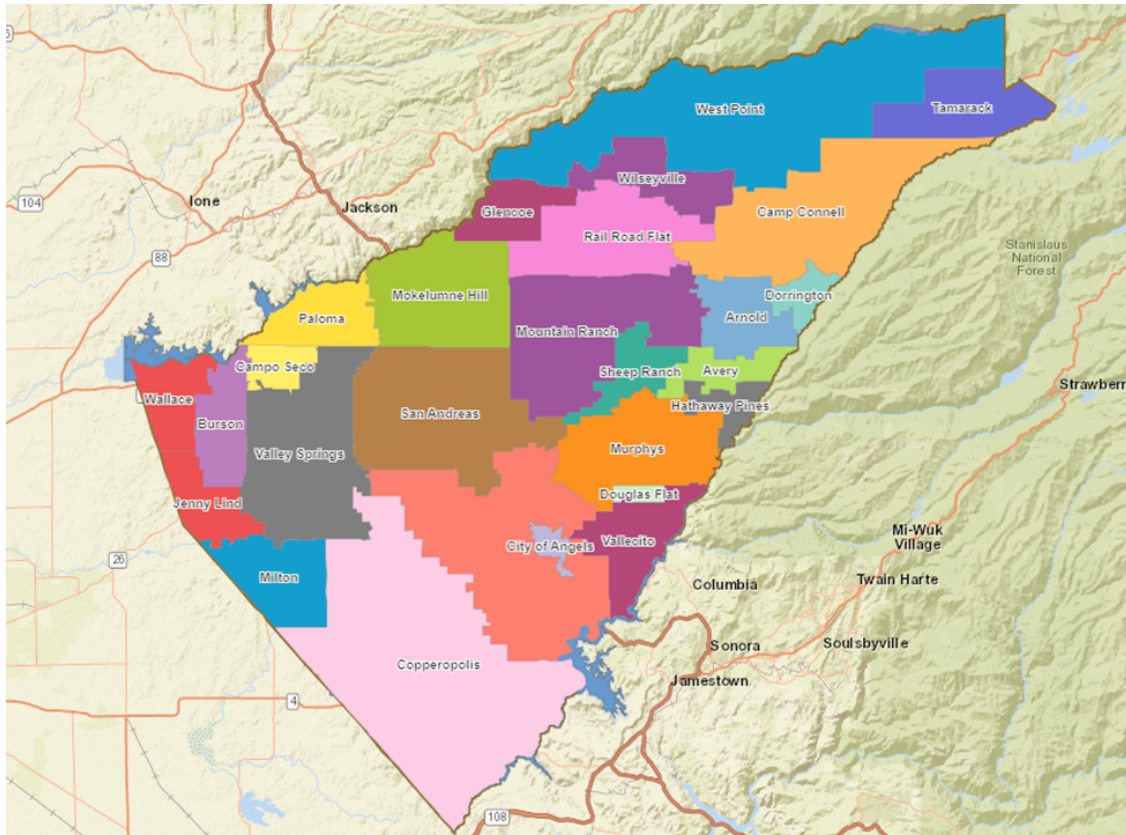 West Point
Tamarack
Wilseyville
104
Ione
Jackson
Glencoe
Camp Connell
Rail Road Flat
88
Stanislaus
National
Forest
Mokelumne Hill
Dorrington
Paloma
Arnold
Mountain Ranch
Campo Seco
Sheep Ranch
Avery
Strawberr
Wallace
Hathaway Pines
San Andreas
Burson
Murphys
Valley Springs
Douglas Flat
Jenny Lind
Mi-Wuk
Village
City of Angels
Vallecito
26
Milton
Columbia
Twain Harte
Sonora
Soulsbyville
Copperopolis
Jamestown
4
108